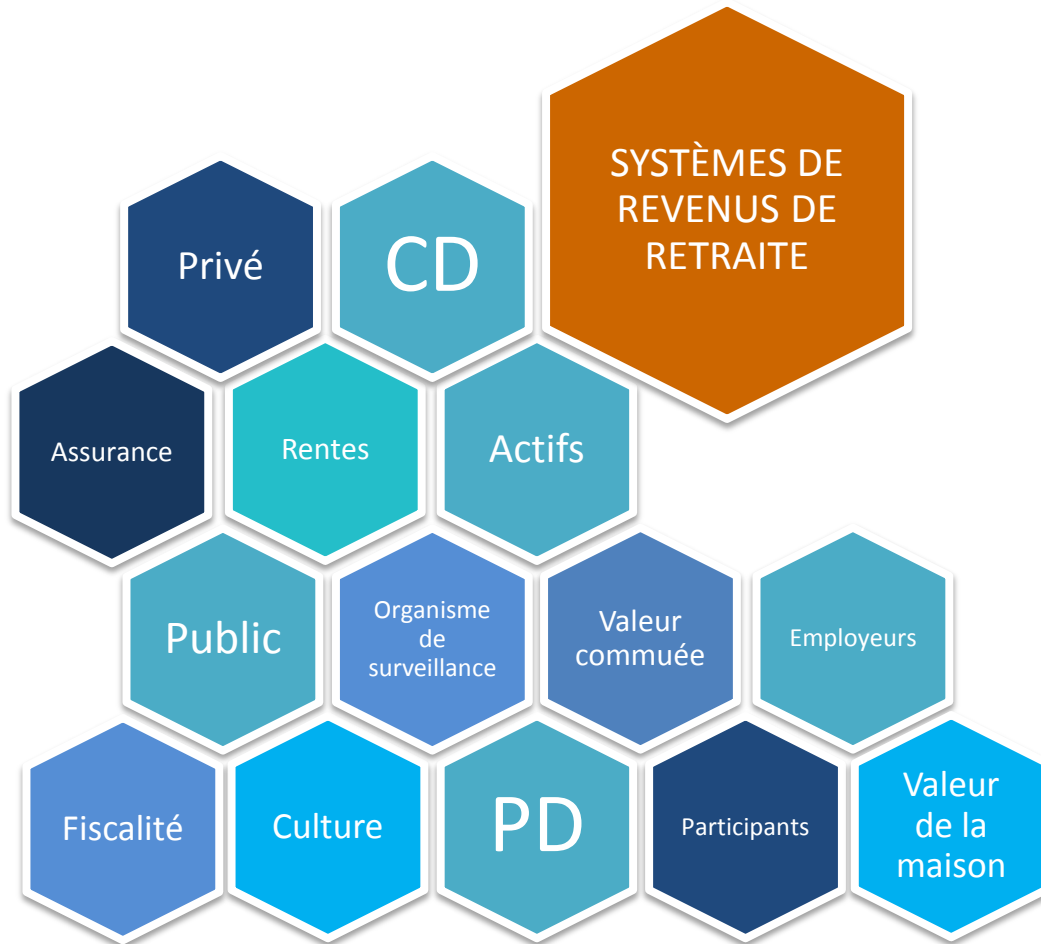 SYSTÈMES DE
REVENUS DE
RETRAITE
Privé
CD
Assurance
Rentes
Actifs
Public
Organisme
de
surveillance
Valeur
commuée
Employeurs
Fiscalité
Culture
PD
Participants
Valeur
de la
maison